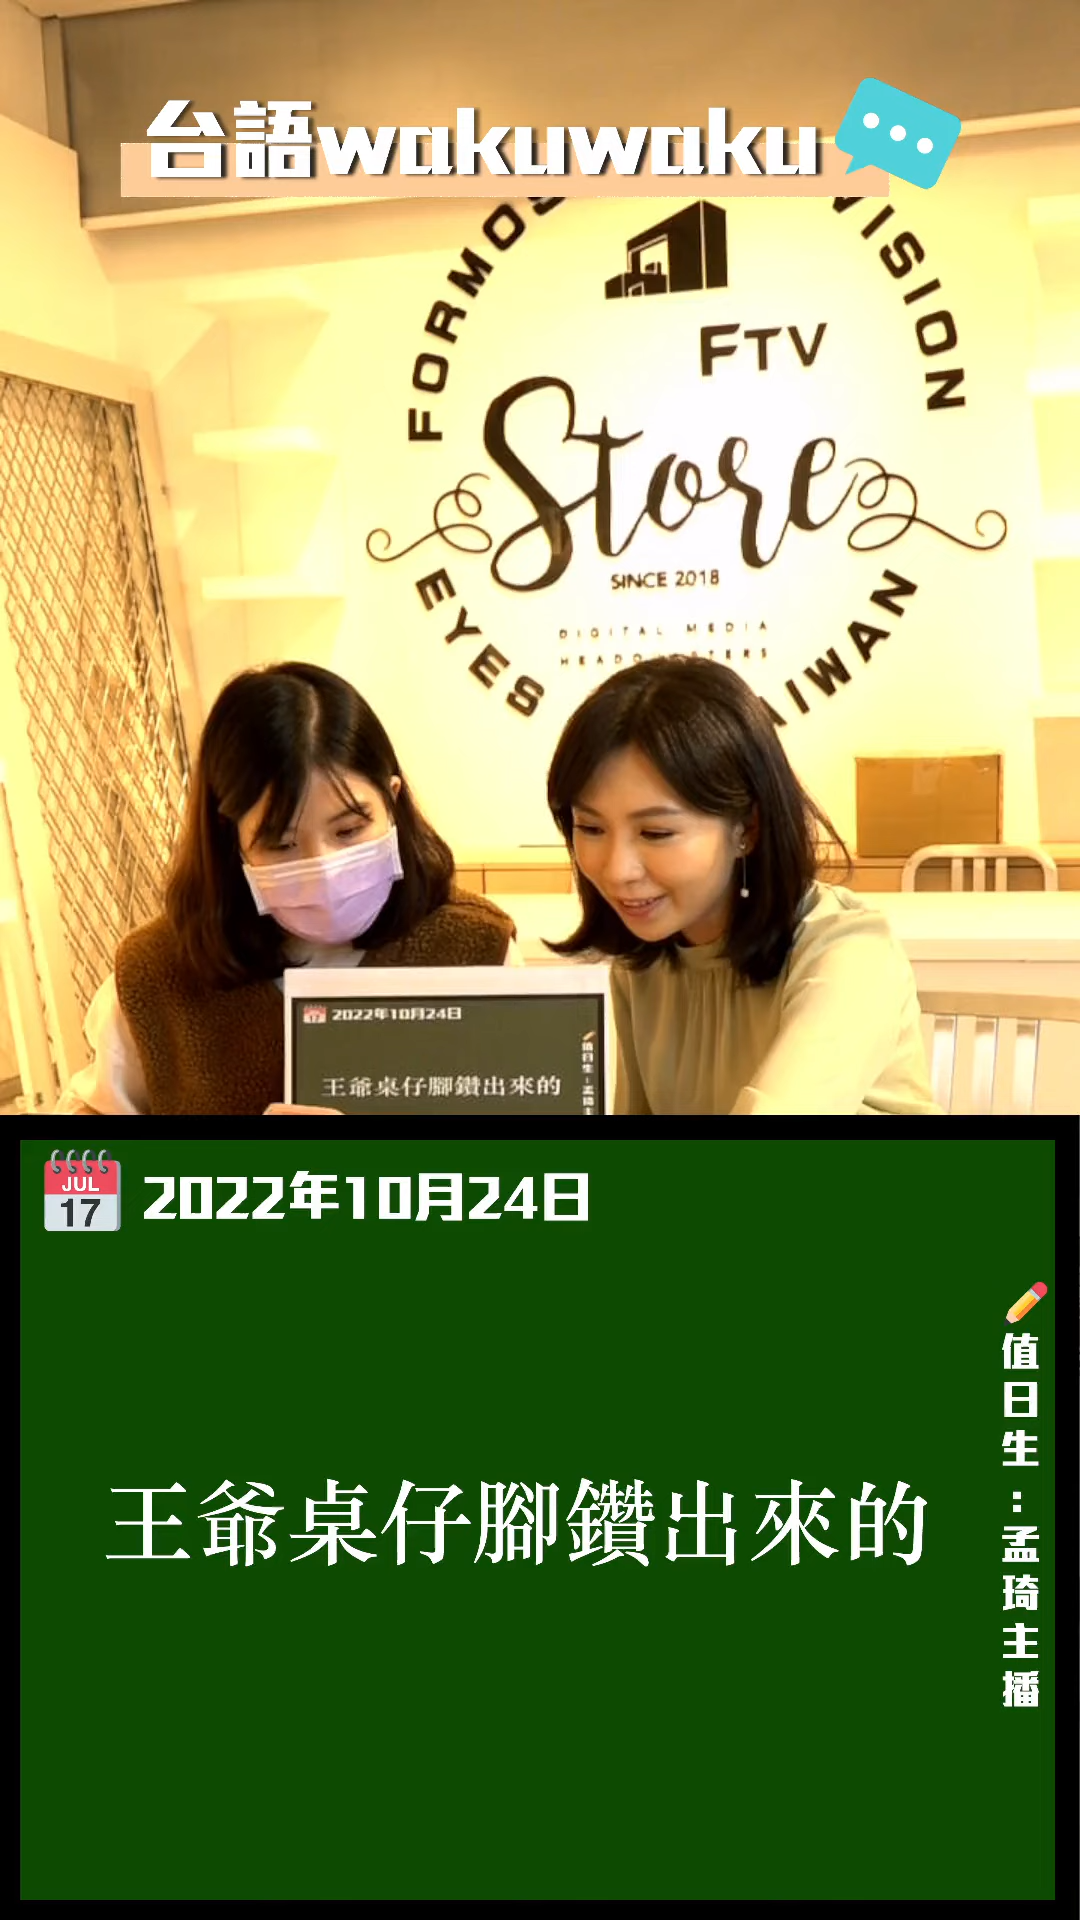 台語wakuwaku
FORMOS
VISION
FTV
Store
SINCE 2018
DIGITAL MEDIA
EYES
AIWAN
2022年10月24日
王爺桌仔腳鑽出來的
JUL
17
2022年10月24日
王爺桌仔腳鑽出來的
值日生：孟琦主播